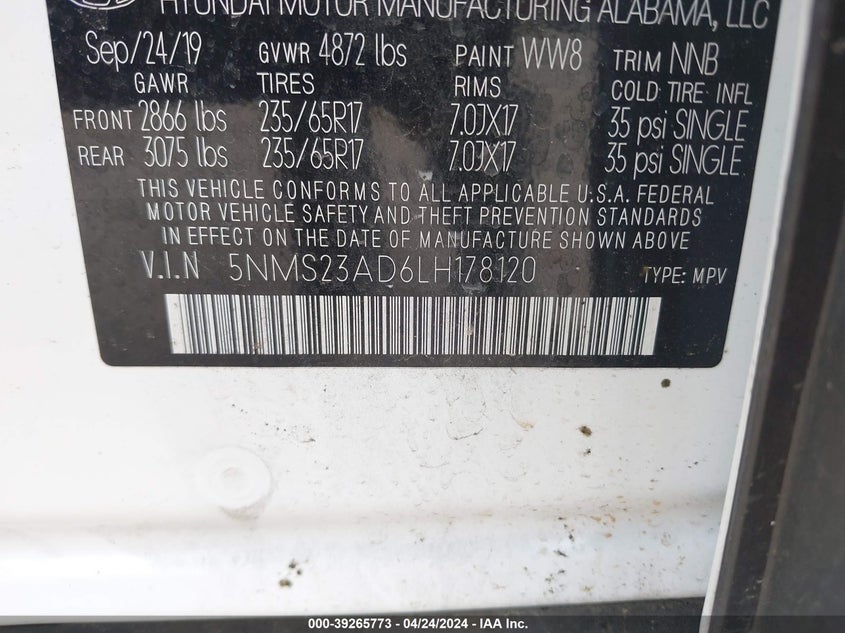 HYUNDAI MOTOR MANUFACTURING ALABAMA, LLC
Sep/24/19 GVWR 4872 lbs PAINT WW8 TRIM NNB
GAWR TIRES RIMS COLD TIRE INFL
FRONT 2866 lbs 235/65R17 7.0JX17 35 psi SINGLE
REAR 3075 lbs 235/65R17 7.0JX17 35 psi SINGLE
THIS VEHICLE CONFORMS TO ALL APPLICABLE U.S.A. FEDERAL
MOTOR VEHICLE SAFETY AND THEFT PREVENTION STANDARDS
IN EFFECT ON THE DATE OF MANUFACTURE SHOWN ABOVE
V.I.N 5NMS23AD6LH178120 TYPE: MPV
000-39265773 - 04/24/2024 - IAA Inc.